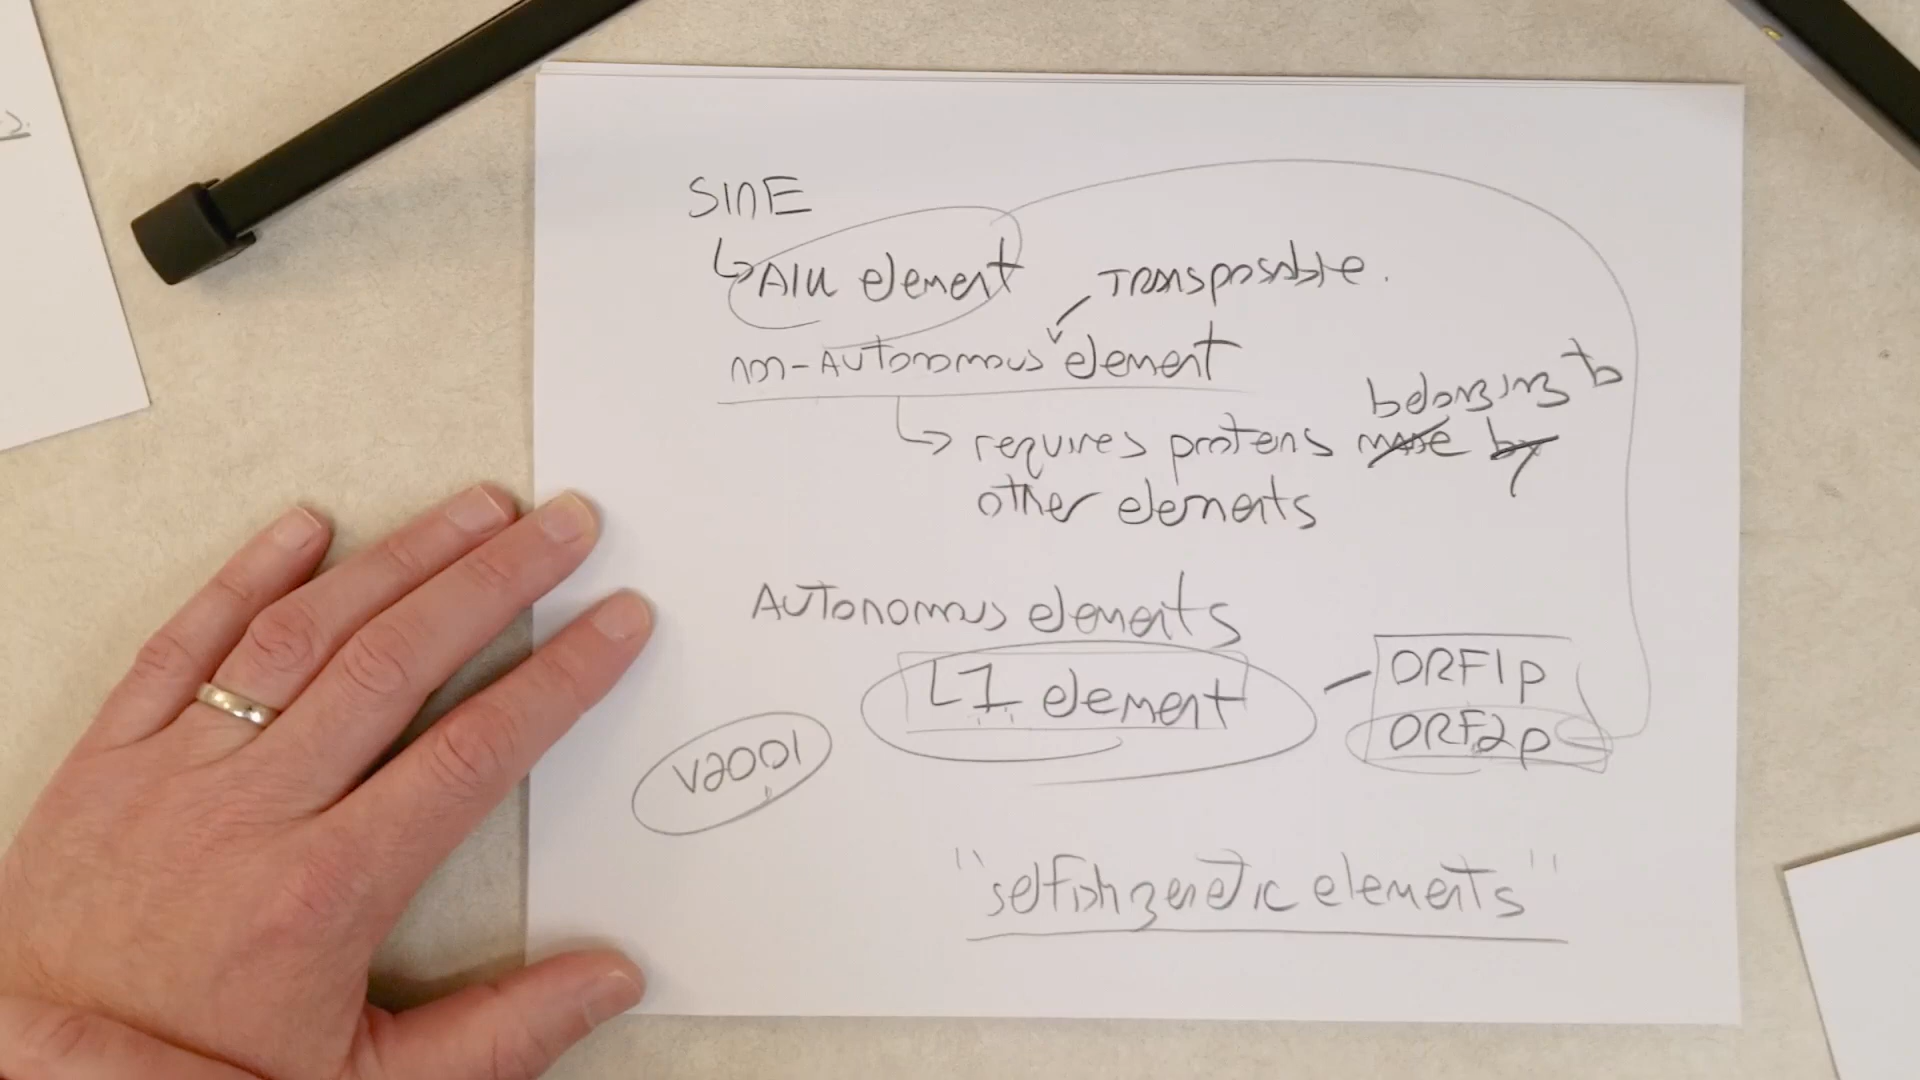 SINE
Alu element
Transposable.
non-Autonomous element
belonging to
requires proteins made by
other elements
Autonomous elements
L1 element
ORF1p
ORF2p
"selfish genetic elements"